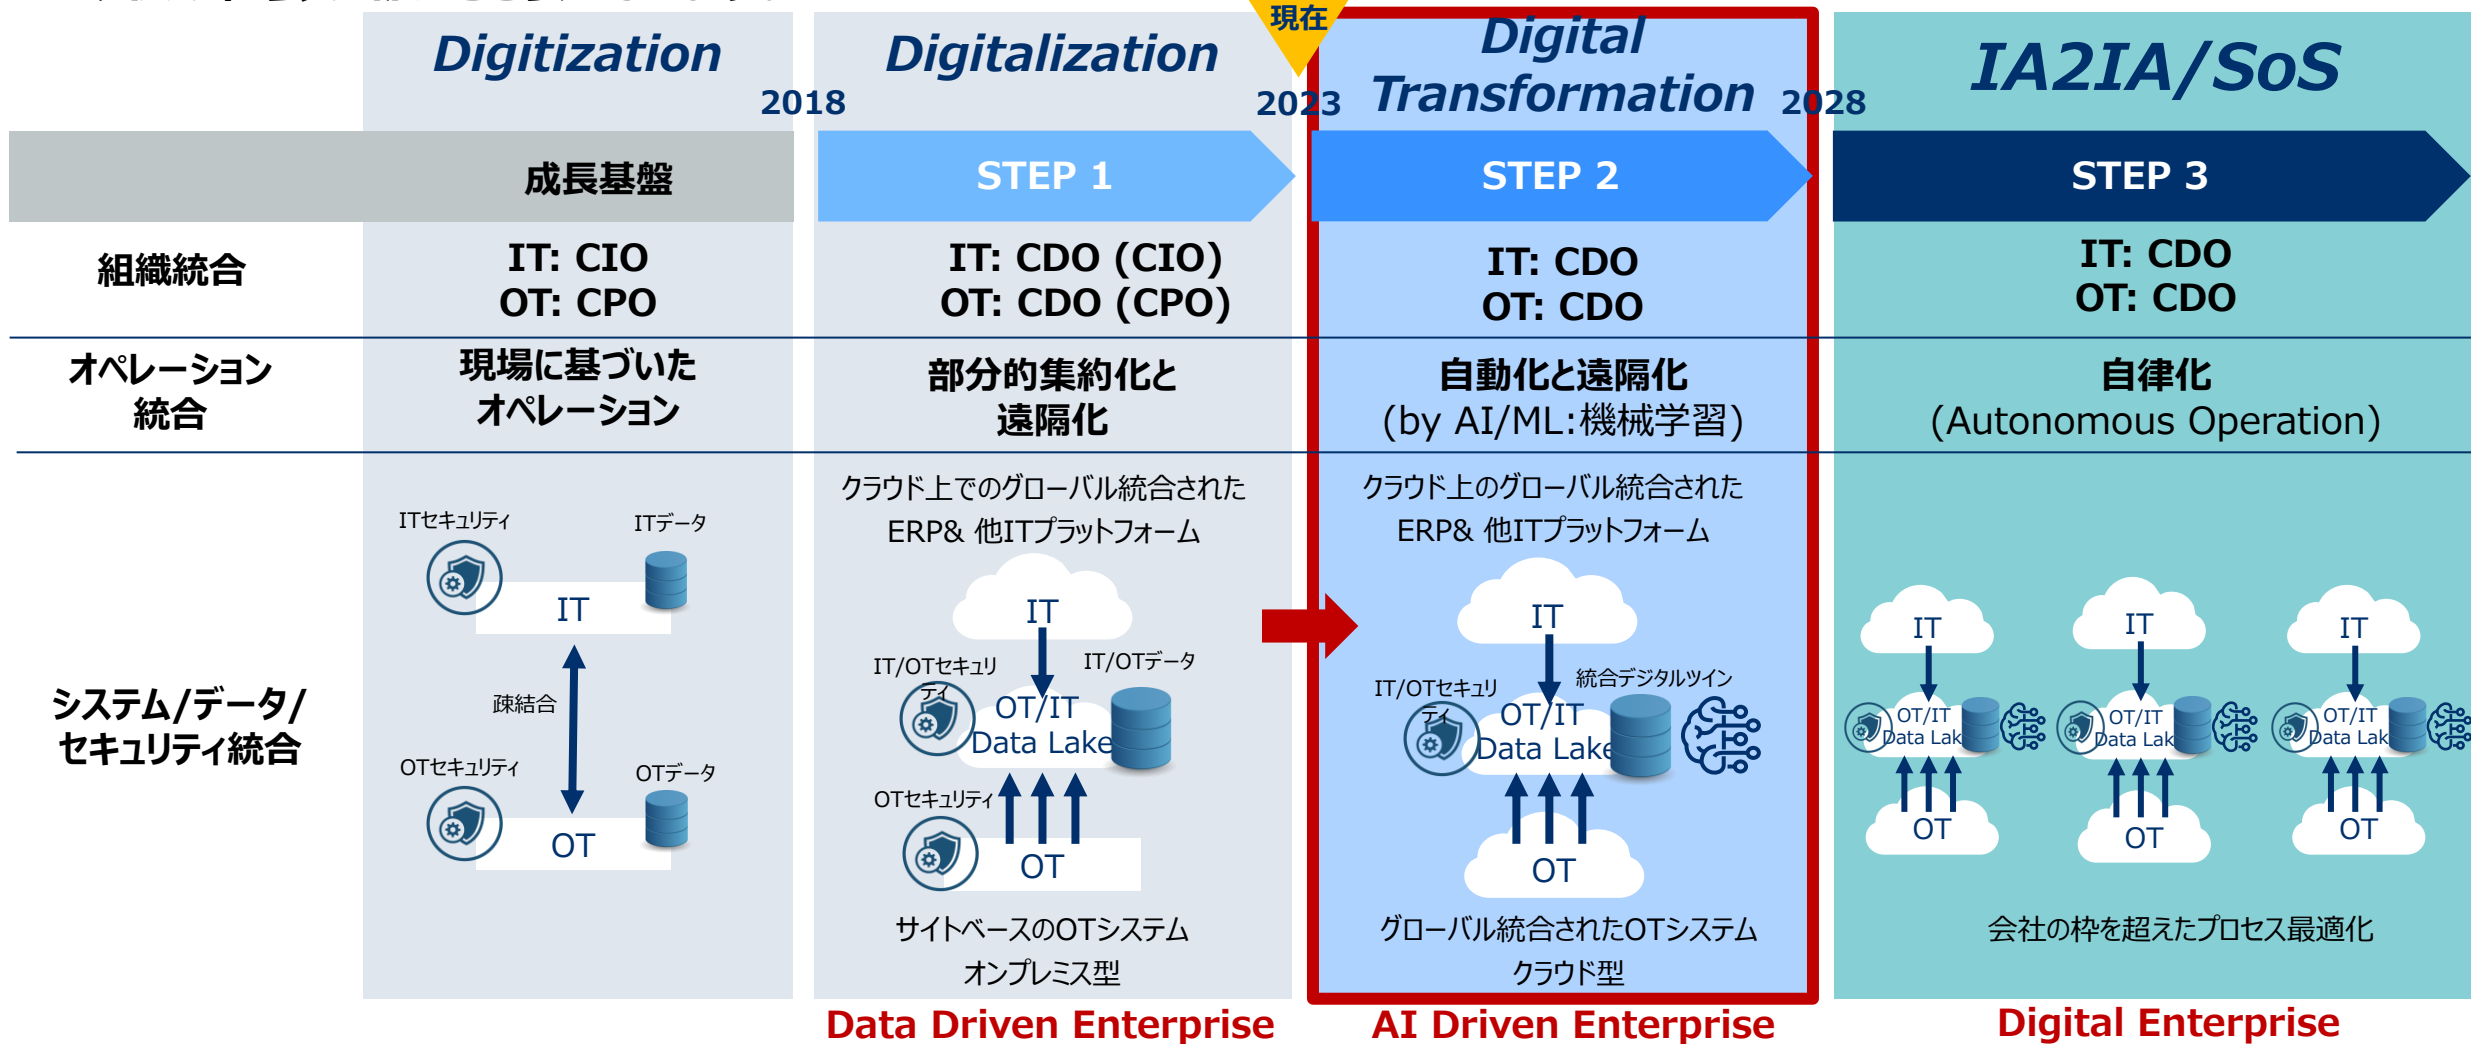 現在
Digitization
Digitalization
Digital
Transformation
IA2IA/SoS
2018
2023
2028
成長基盤
STEP 1
STEP 2
STEP 3
組織統合
IT: CIO
OT: CPO
IT: CDO (CIO)
OT: CDO (CPO)
IT: CDO
OT: CDO
IT: CDO
OT: CDO
オペレーション
統合
現場に基づいた
オペレーション
部分的集約化と
遠隔化
自動化と遠隔化
(by AI/ML:機械学習)
自律化
(Autonomous Operation)
システム/データ/
セキュリティ統合
ITセキュリティ
ITデータ
IT
疎結合
OTセキュリティ
OTデータ
OT
クラウド上でのグローバル統合された
ERP& 他ITプラットフォーム
IT
IT/OTセキュリ
ティ
IT/OTデータ
OT/IT
Data Lake
OTセキュリティ
OT
サイトベースのOTシステム
オンプレミス型
クラウド上のグローバル統合された
ERP& 他ITプラットフォーム
IT
IT/OTセキュリ
ティ
統合デジタルツイン
OT/IT
Data Lake
OT
グローバル統合されたOTシステム
クラウド型
IT
OT/IT
Data Lak
OT
IT
OT/IT
Data Lak
OT
IT
OT/IT
Data Lak
OT
会社の枠を超えたプロセス最適化
Data Driven Enterprise
AI Driven Enterprise
Digital Enterprise